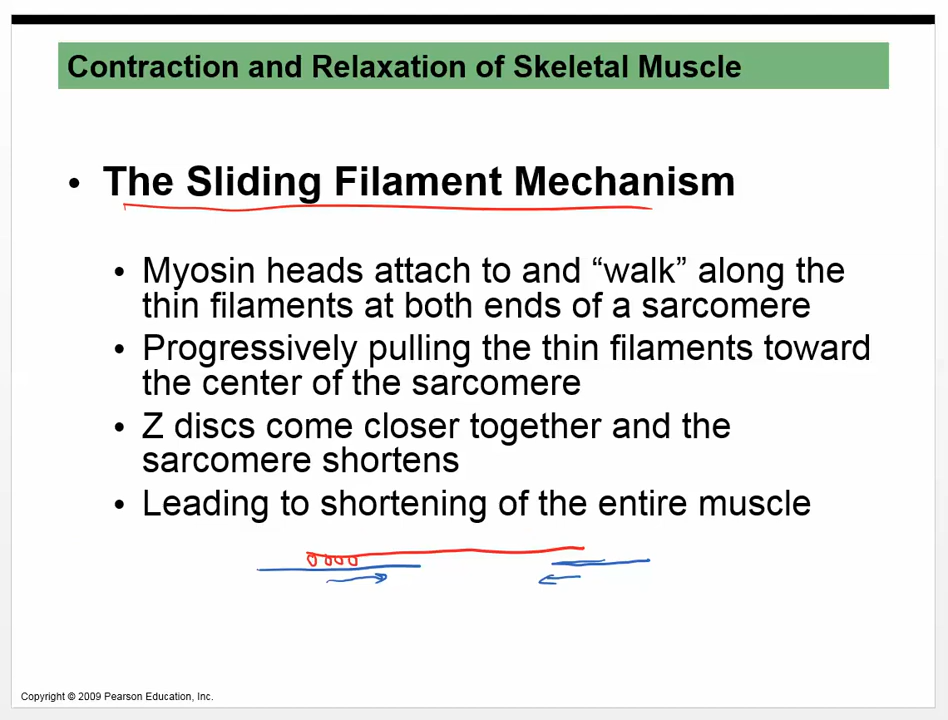 Contraction and Relaxation of Skeletal Muscle
• The Sliding Filament Mechanism
• Myosin heads attach to and “walk” along the
thin filaments at both ends of a sarcomere
• Progressively pulling the thin filaments toward
the center of the sarcomere
• Z discs come closer together and the
sarcomere shortens
• Leading to shortening of the entire muscle
Copyright © 2009 Pearson Education, Inc.